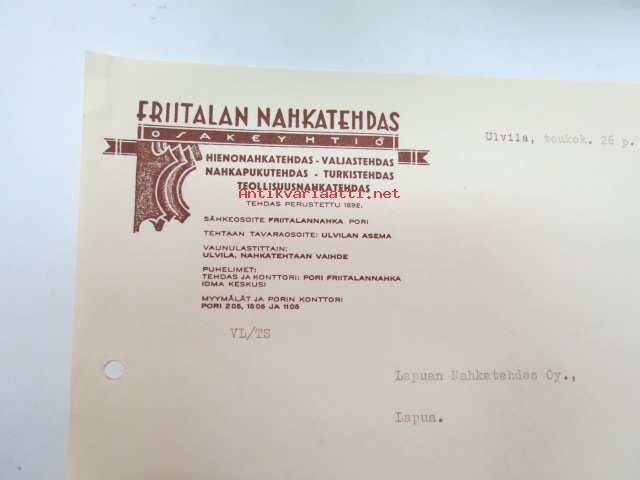 FRIITALAN NAHKATEHDAS
OSAKEYHTIÖ
Ulvila, toukok. 26 p.
HIENONAHKATEHDAS - VALJASTEHDAS
NAHKAPUKUTEHDAS - TURKISTEHDAS
TEOLLISUUSNAHKATEHDAS
Antikvariaatti.net
TEHDAS PERUSTETTU 1892.
SÄHKEOSOITE FRIITALANNAHKA PORI
TEHTAAN TAVARAOSOITE: ULVILAN ASEMA
VAUNULASTITTAIN:
ULVILA, NAHKATEHTAAN VAIHDE
PUHELIMET:
TEHDAS JA KONTTORI: PORI FRIITALANNAHKA
(OMA KESKUS)
MYYMÄLÄT JA PORIN KONTTORI
PORI 205, 1505 JA 1105
VL/TS
Lapuan Nahkatehdas Oy.,
Lapua.